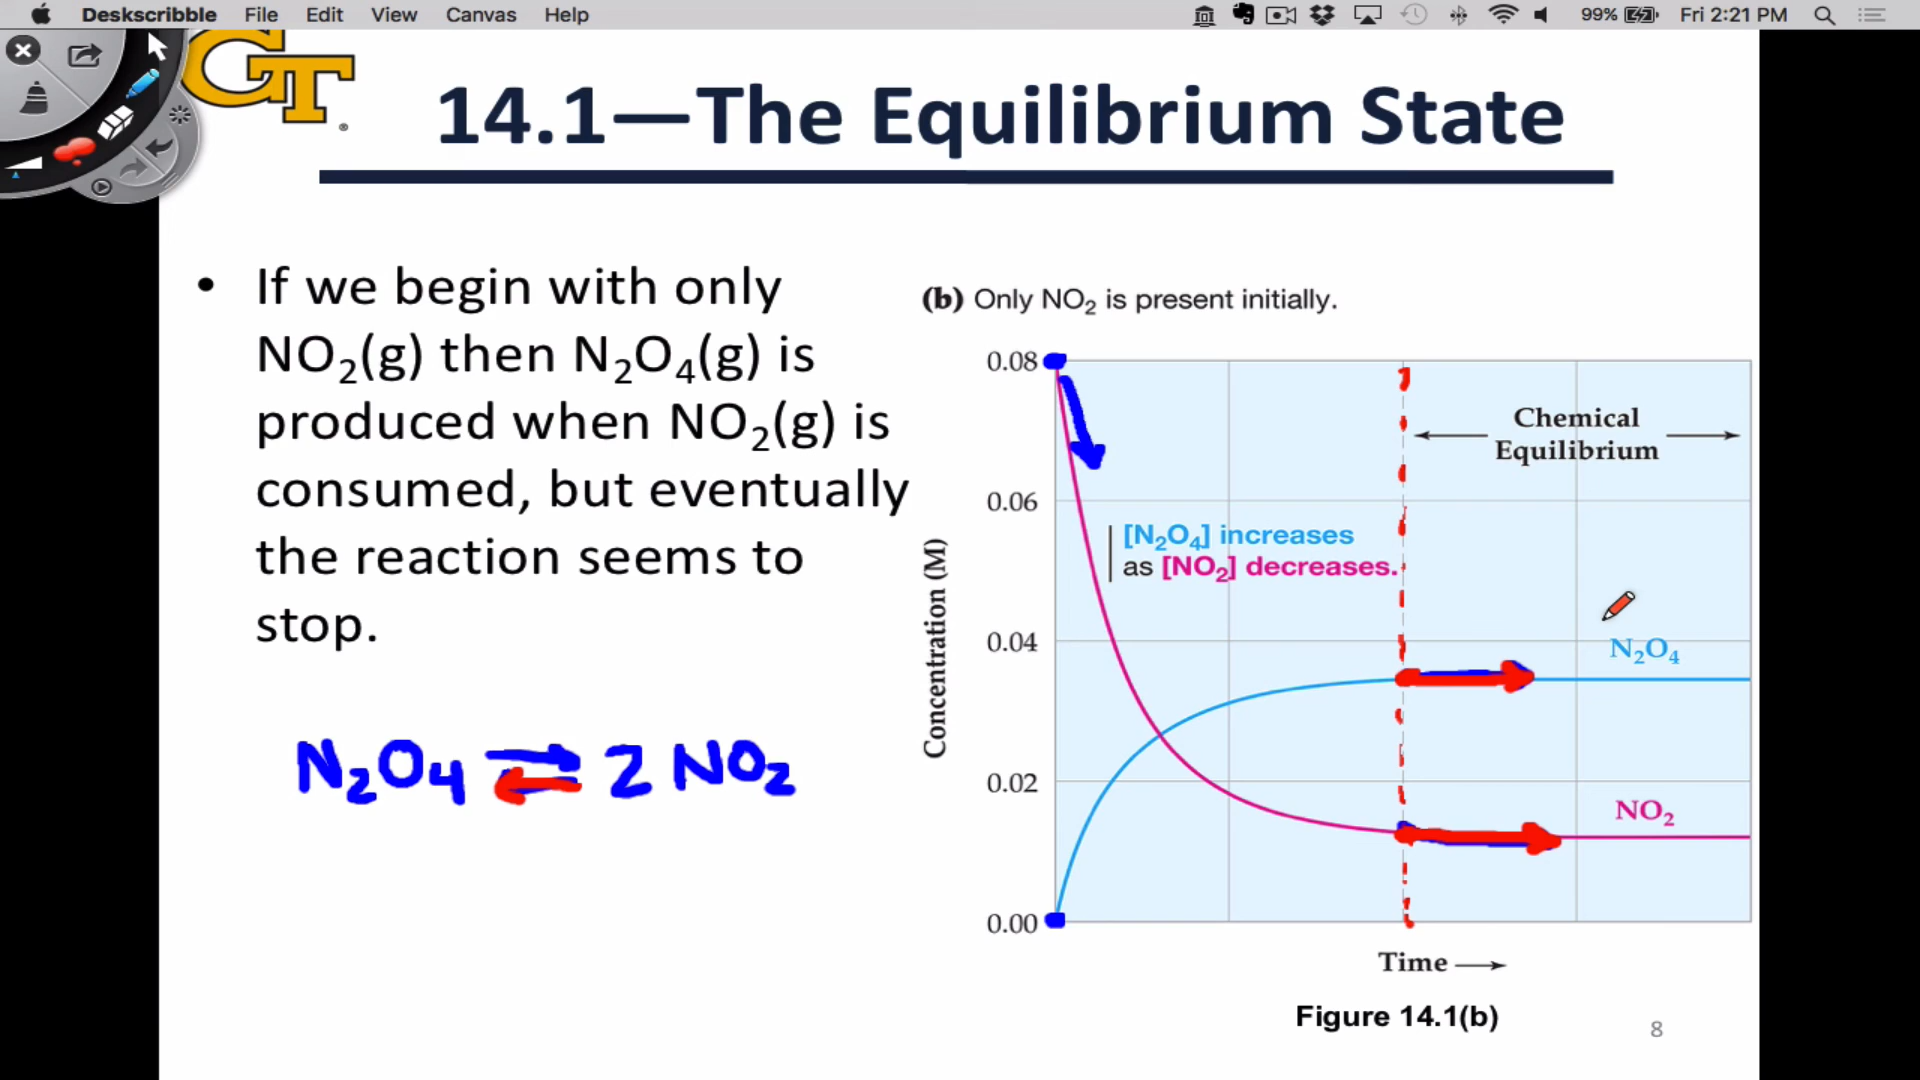 Deskscribble File Edit View Canvas Help 99% Fri 2:21 PM
GT
14.1—The Equilibrium State
• If we begin with only
NO₂(g) then N₂O₄(g) is
produced when NO₂(g) is
consumed, but eventually
the reaction seems to
stop.
N₂O₄ ⇌ 2 NO₂
(b) Only NO₂ is present initially.
0.08
0.06
0.04
0.02
0.00
Concentration (M)
Chemical
Equilibrium
[N₂O₄] increases
as [NO₂] decreases.
N₂O₄
NO₂
Time →
Figure 14.1(b)
8